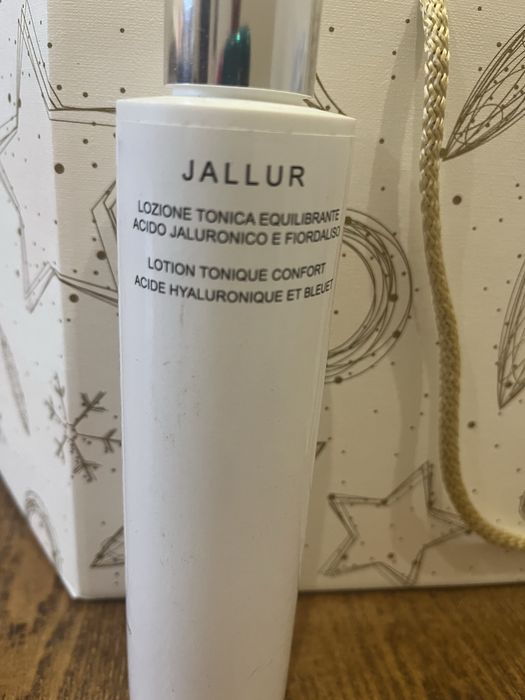 JALLUR
LOZIONE TONICA EQUILIBRANTE
ACIDO JALURONICO E FIORDALISO
LOTION TONIQUE CONFORT
ACIDE HYALURONIQUE ET BLEUET